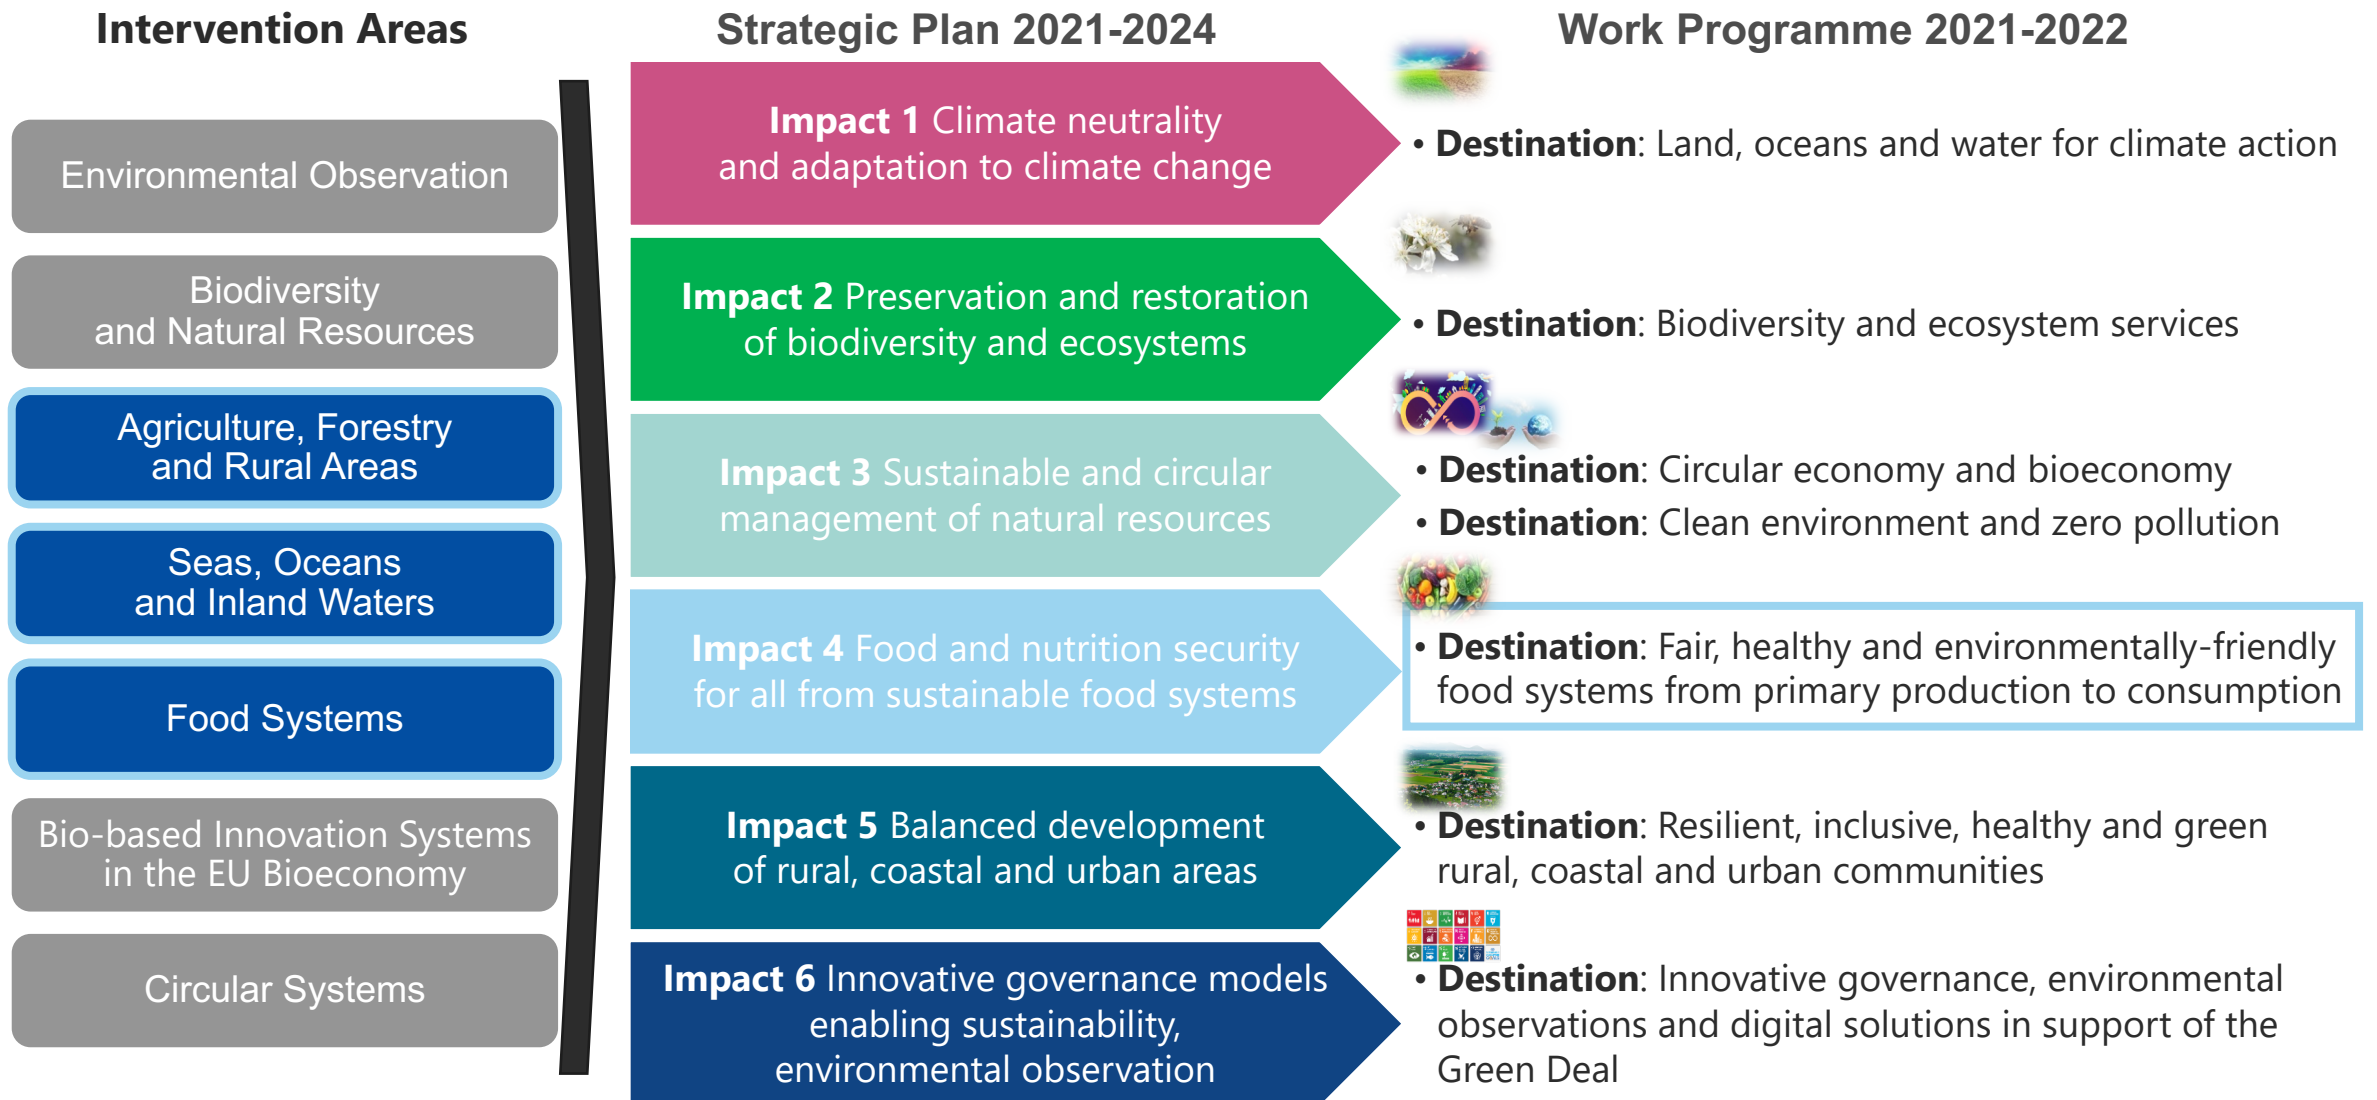 Intervention Areas
Environmental Observation
Biodiversity
and Natural Resources
Agriculture, Forestry
and Rural Areas
Seas, Oceans
and Inland Waters
Food Systems
Bio-based Innovation Systems
in the EU Bioeconomy
Circular Systems
Strategic Plan 2021-2024
Impact 1 Climate neutrality
and adaptation to climate change
Impact 2 Preservation and restoration
of biodiversity and ecosystems
Impact 3 Sustainable and circular
management of natural resources
Impact 4 Food and nutrition security
for all from sustainable food systems
Impact 5 Balanced development
of rural, coastal and urban areas
Impact 6 Innovative governance models
enabling sustainability,
environmental observation
Work Programme 2021-2022
• Destination: Land, oceans and water for climate action
• Destination: Biodiversity and ecosystem services
• Destination: Circular economy and bioeconomy
• Destination: Clean environment and zero pollution
• Destination: Fair, healthy and environmentally-friendly
food systems from primary production to consumption
• Destination: Resilient, inclusive, healthy and green
rural, coastal and urban communities
• Destination: Innovative governance, environmental
observations and digital solutions in support of the
Green Deal